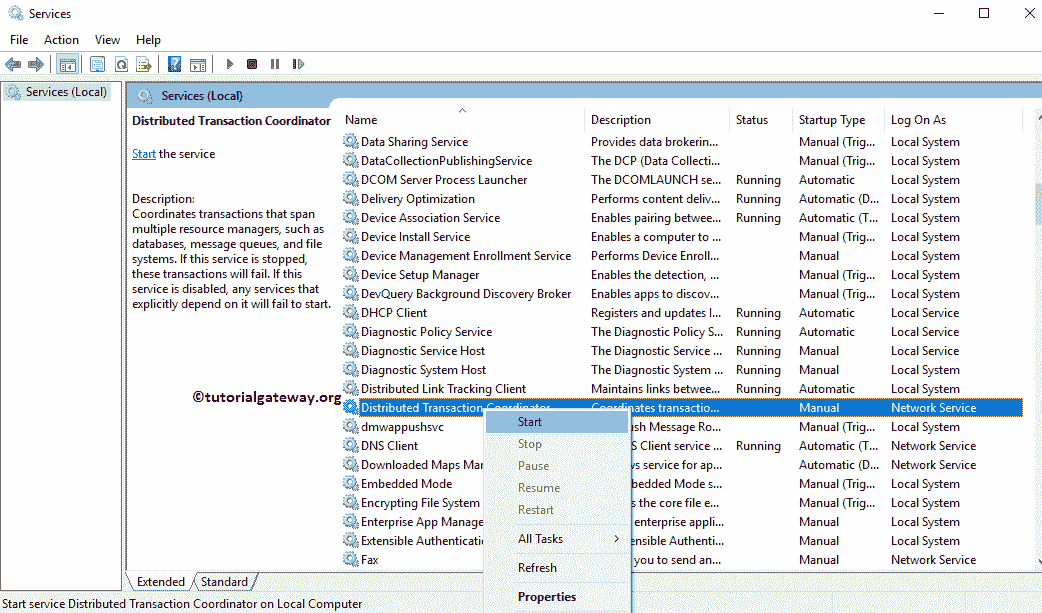 Services
File Action View Help
Services (Local)
Services (Local)
Distributed Transaction Coordinator
Start the service
Description:
Coordinates transactions that span
multiple resource managers, such as
databases, message queues, and file
systems. If this service is stopped,
these transactions will fail. If this
service is disabled, any services that
explicitly depend on it will fail to start.
©tutorialgateway.org
Name Description Status Startup Type Log On As
Data Sharing Service Provides data brokerin... Manual (Trig... Local System
DataCollectionPublishingService The DCP (Data Collecti... Manual (Trig... Local System
DCOM Server Process Launcher The DCOMLAUNCH se... Running Automatic Local System
Delivery Optimization Performs content deliv... Running Automatic (D... Local System
Device Association Service Enables pairing betwee... Running Automatic (T... Local System
Device Install Service Enables a computer to ... Manual (Trig... Local System
Device Management Enrollment Service Performs Device Enroll... Manual Local System
Device Setup Manager Enables the detection, ... Manual (Trig... Local System
DevQuery Background Discovery Broker Enables apps to discov... Manual (Trig... Local System
DHCP Client Registers and updates I... Running Automatic Local Service
Diagnostic Policy Service The Diagnostic Policy S... Running Automatic Local Service
Diagnostic Service Host The Diagnostic Service ... Running Manual Local Service
Diagnostic System Host The Diagnostic System ... Running Manual Local System
Distributed Link Tracking Client Maintains links betwee... Running Automatic Local System
Distributed Transaction Coordinator Coordinates transactio... Manual Network Service
dmwappushsvc ush Message Ro... Manual (Trig... Local System
DNS Client S Client service ... Running Automatic (T... Network Service
Downloaded Maps Mar s service for ap... Automatic (D... Network Service
Embedded Mode bedded Mode s... Manual (Trig... Local System
Encrypting File System s the core file e... Manual (Trig... Local System
Enterprise App Manage enterprise appli... Manual Local System
Extensible Authentic ensible Authenti... Manual Local System
Fax you to send an... Manual Network Service
Start
Stop
Pause
Resume
Restart
All Tasks
Refresh
Properties
Extended Standard
Start service Distributed Transaction Coordinator on Local Computer